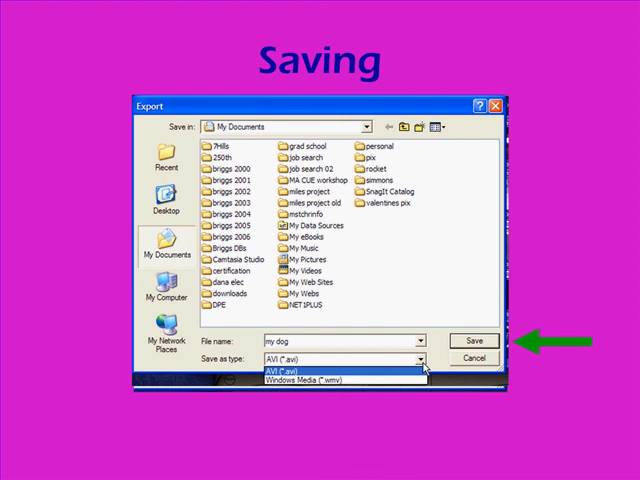 Saving
Export
Save in:
My Documents
Recent
Desktop
My Documents
My Computer
My Network
Places
7Hills
250th
briggs 2000
briggs 2001
briggs 2002
briggs 2003
briggs 2004
briggs 2005
briggs 2006
Briggs DBs
Camtasia Studio
certification
dana elec
downloads
DPE
grad school
job search
job search 02
MA CUE workshop
miles project
miles project old
mstchrinfo
My Data Sources
My eBooks
My Music
My Pictures
My Videos
My Web Sites
My Webs
NET1PLUS
personal
pix
rocket
simmons
SnagIt Catalog
valentines pix
File name:
my dog
Save
Save as type:
AVI (*.avi)
Cancel
AVI (*.avi)
Windows Media (*.wmv)